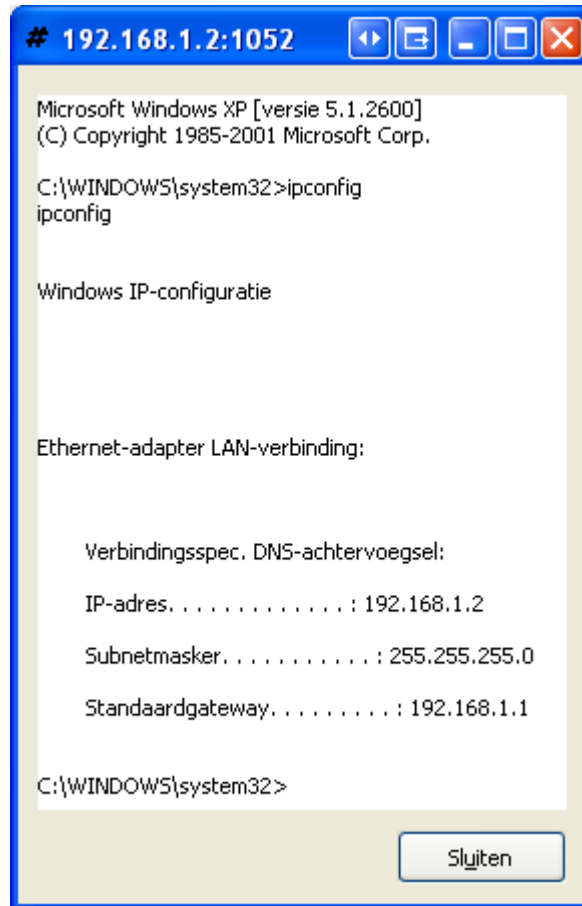 # 192.168.1.2:1052
Microsoft Windows XP [versie 5.1.2600]
(C) Copyright 1985-2001 Microsoft Corp.
C:\WINDOWS\system32>ipconfig
ipconfig
Windows IP-configuratie
Ethernet-adapter LAN-verbinding:
Verbindingsspec. DNS-achtervoegsel:
IP-adres. . . . . . . . . . . . . : 192.168.1.2
Subnetmasker. . . . . . . . . . . : 255.255.255.0
Standaardgateway. . . . . . . . . : 192.168.1.1
C:\WINDOWS\system32>
Sluiten